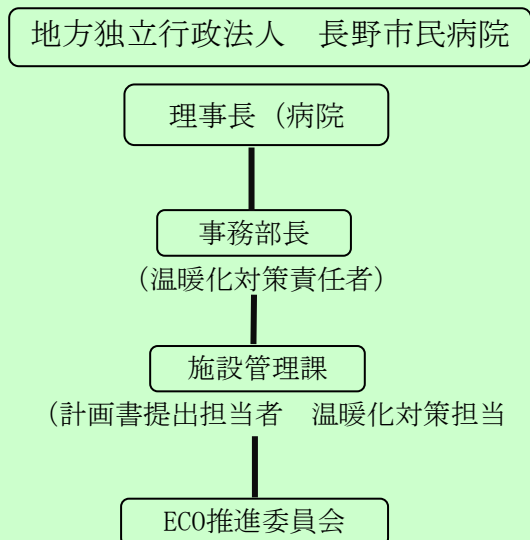 地方独立行政法人　長野市民病院
理事長（病院
事務部長
（温暖化対策責任者）
施設管理課
（計画書提出担当者　温暖化対策担当
ECO推進委員会